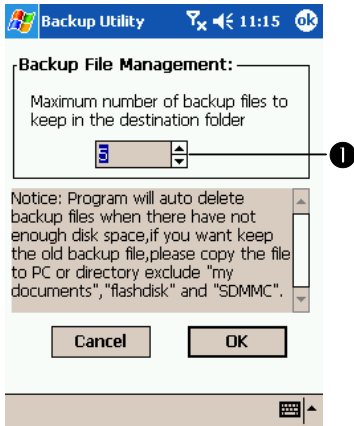 Backup Utility 11:15 ok
Backup File Management:
Maximum number of backup files to
keep in the destination folder
5
1
Notice: Program will auto delete
backup files when there have not
enough disk space,if you want keep
the old backup file,please copy the file
to PC or directory exclude "my
documents","flashdisk" and "SDMMC".
Cancel OK